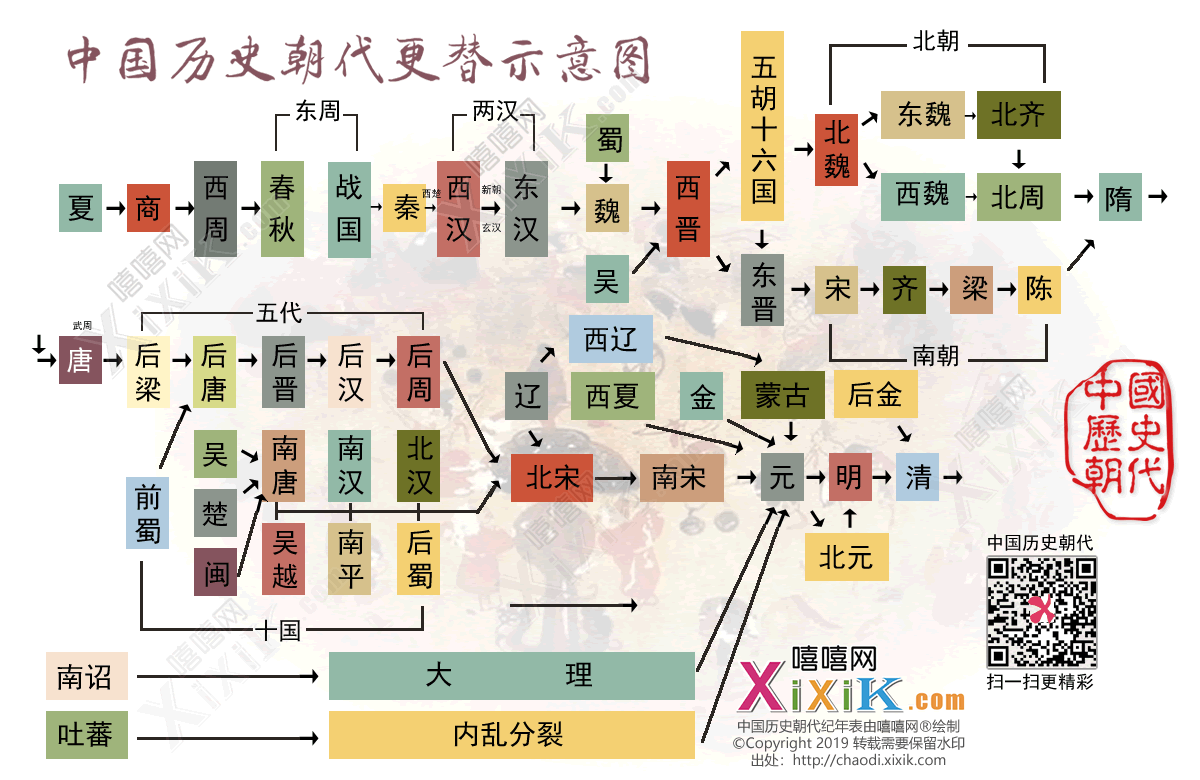 中国历史朝代更替示意图
北朝
东周
两汉
五胡十六国
蜀
北魏
东魏
北齐
夏
商
西周
春秋
战国
秦
西楚
西汉
新朝
玄汉
东汉
魏
西晋
西魏
北周
隋
吴
东晋
宋
齐
梁
陈
南朝
五代
武周
唐
后梁
后唐
后晋
后汉
后周
西辽
辽
西夏
金
蒙古
后金
前蜀
吴
楚
闽
南唐
南汉
北汉
吴越
南平
后蜀
十国
北宋
南宋
元
明
清
北元
南诏
大理
吐蕃
内乱分裂
中國歷史朝代
中国历史朝代
扫一扫更精彩
嘻嘻网
XiXiK.com
中国历史朝代纪年表由嘻嘻网®绘制
©Copyright 2019 转载需要保留水印
出处：http://chaodi.xixik.com